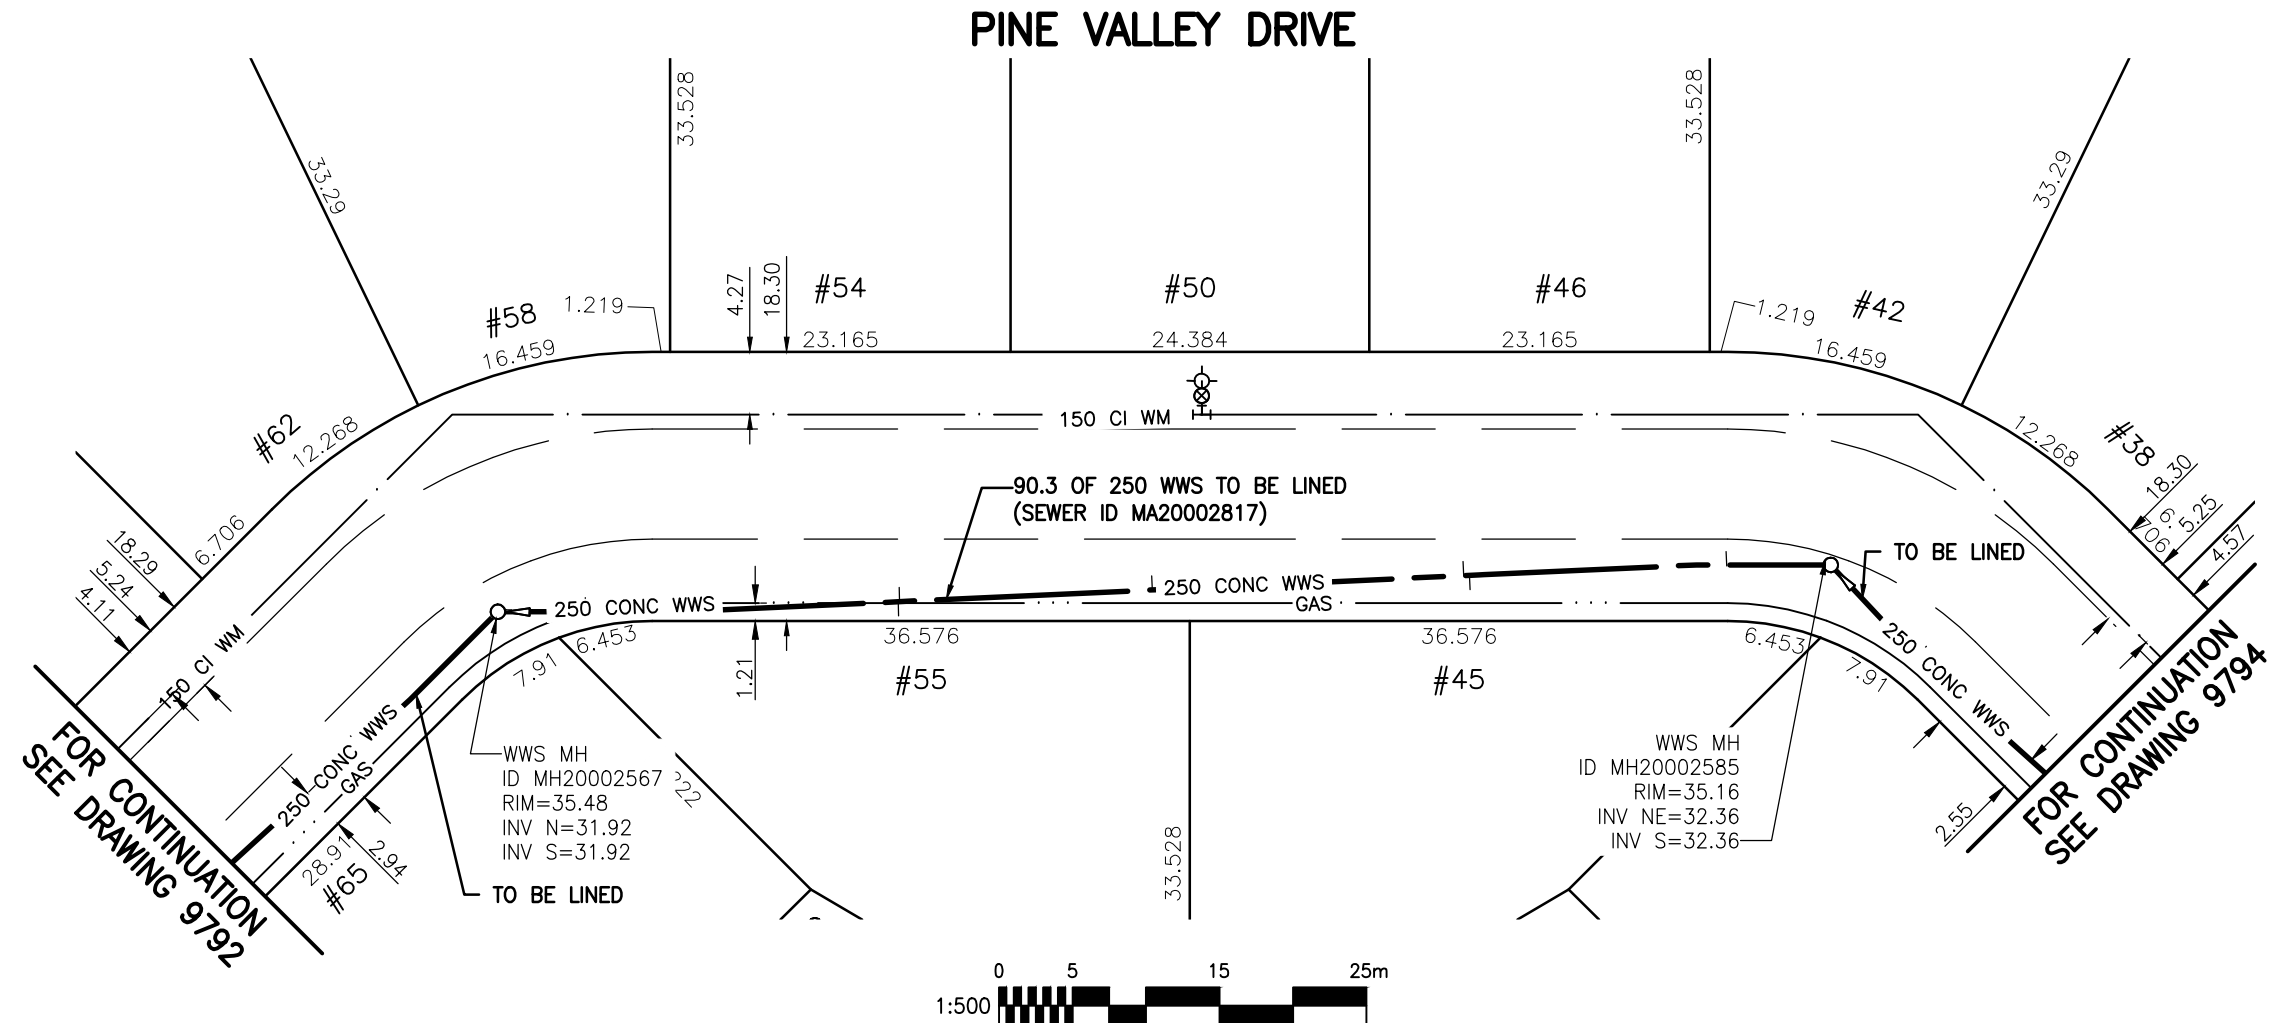 PINE VALLEY DRIVE
33.29
33.528
33.528
33.29
#62
12.268
#58
16.459
1.219
4.27
18.30
#54
23.165
#50
24.384
#46
23.165
1.219
#42
16.459
12.268
#38
18.30
6.706
5.25
4.57
18.29
5.24
4.11
6.706
150 CI WM
150 CI WM
90.3 OF 250 WWS TO BE LINED
(SEWER ID MA20002817)
TO BE LINED
250 CONC WWS
250 CONC WWS
GAS
250 CONC WWS
250 CONC WWS
GAS
7.91
6.453
1.21
36.576
#55
36.576
#45
6.453
7.91
33.528
2.55
28.91
2.94
#65
WWS MH
ID MH20002567
RIM=35.48
INV N=31.92
INV S=31.92
TO BE LINED
WWS MH
ID MH20002585
RIM=35.16
INV NE=32.36
INV S=32.36
FOR CONTINUATION
SEE DRAWING 9792
FOR CONTINUATION
SEE DRAWING 9794
0 5 15 25m
1:500